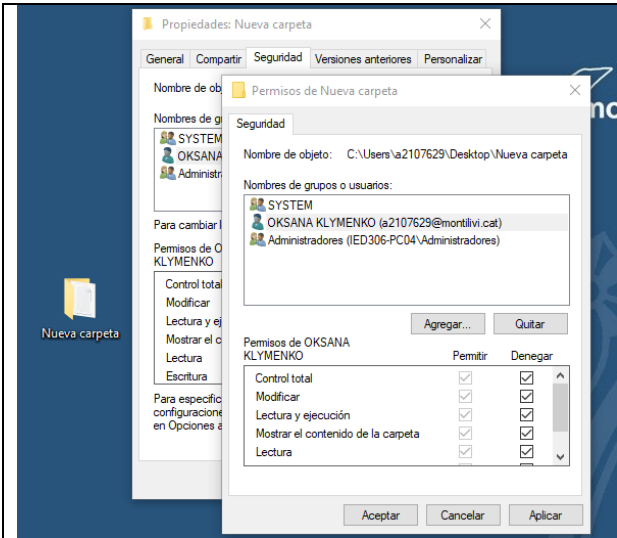 Propiedades: Nueva carpeta
General Compartir Seguridad Versiones anteriores Personalizar
Nombre de ob
Nombres de g
SYSTEM
OKSANA
Administr
Para cambiar l
Permisos de O
KLYMENKO
Control total
Modificar
Lectura y ej
Mostrar el c
Lectura
Escritura
Para especific
configuracione
en Opciones a
Permisos de Nueva carpeta
Seguridad
Nombre de objeto: C:\Users\a2107629\Desktop\Nueva carpeta
Nombres de grupos o usuarios:
SYSTEM
OKSANA KLYMENKO (a2107629@montilivi.cat)
Administradores (IED306-PC04\Administradores)
Agregar... Quitar
Permisos de OKSANA
KLYMENKO Permitir Denegar
Control total
Modificar
Lectura y ejecución
Mostrar el contenido de la carpeta
Lectura
Aceptar Cancelar Aplicar
Nueva carpeta